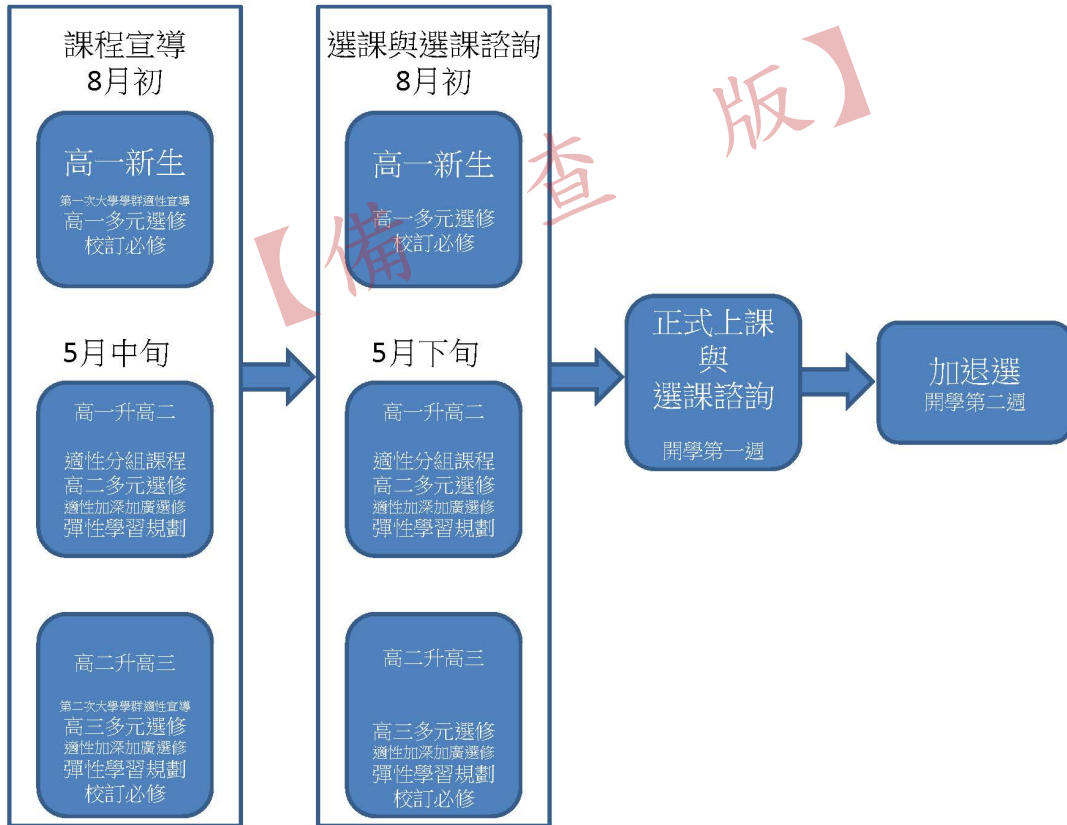 課程宣導
8月初
高一新生
第一次大學學群適性宣導
高一多元選修
校訂必修
5月中旬
高一升高二
適性分組課程
高二多元選修
適性加深加廣選修
彈性學習規劃
高二升高三
第二次大學學群適性宣導
高三多元選修
適性加深加廣選修
彈性學習規劃
校訂必修
選課與選課諮詢
8月初
高一新生
高一多元選修
校訂必修
5月下旬
高一升高二
適性分組課程
高二多元選修
適性加深加廣選修
彈性學習規劃
高二升高三
高三多元選修
適性加深加廣選修
彈性學習規劃
校訂必修
正式上課
與
選課諮詢
開學第一週
加退選
開學第二週
【備查版】